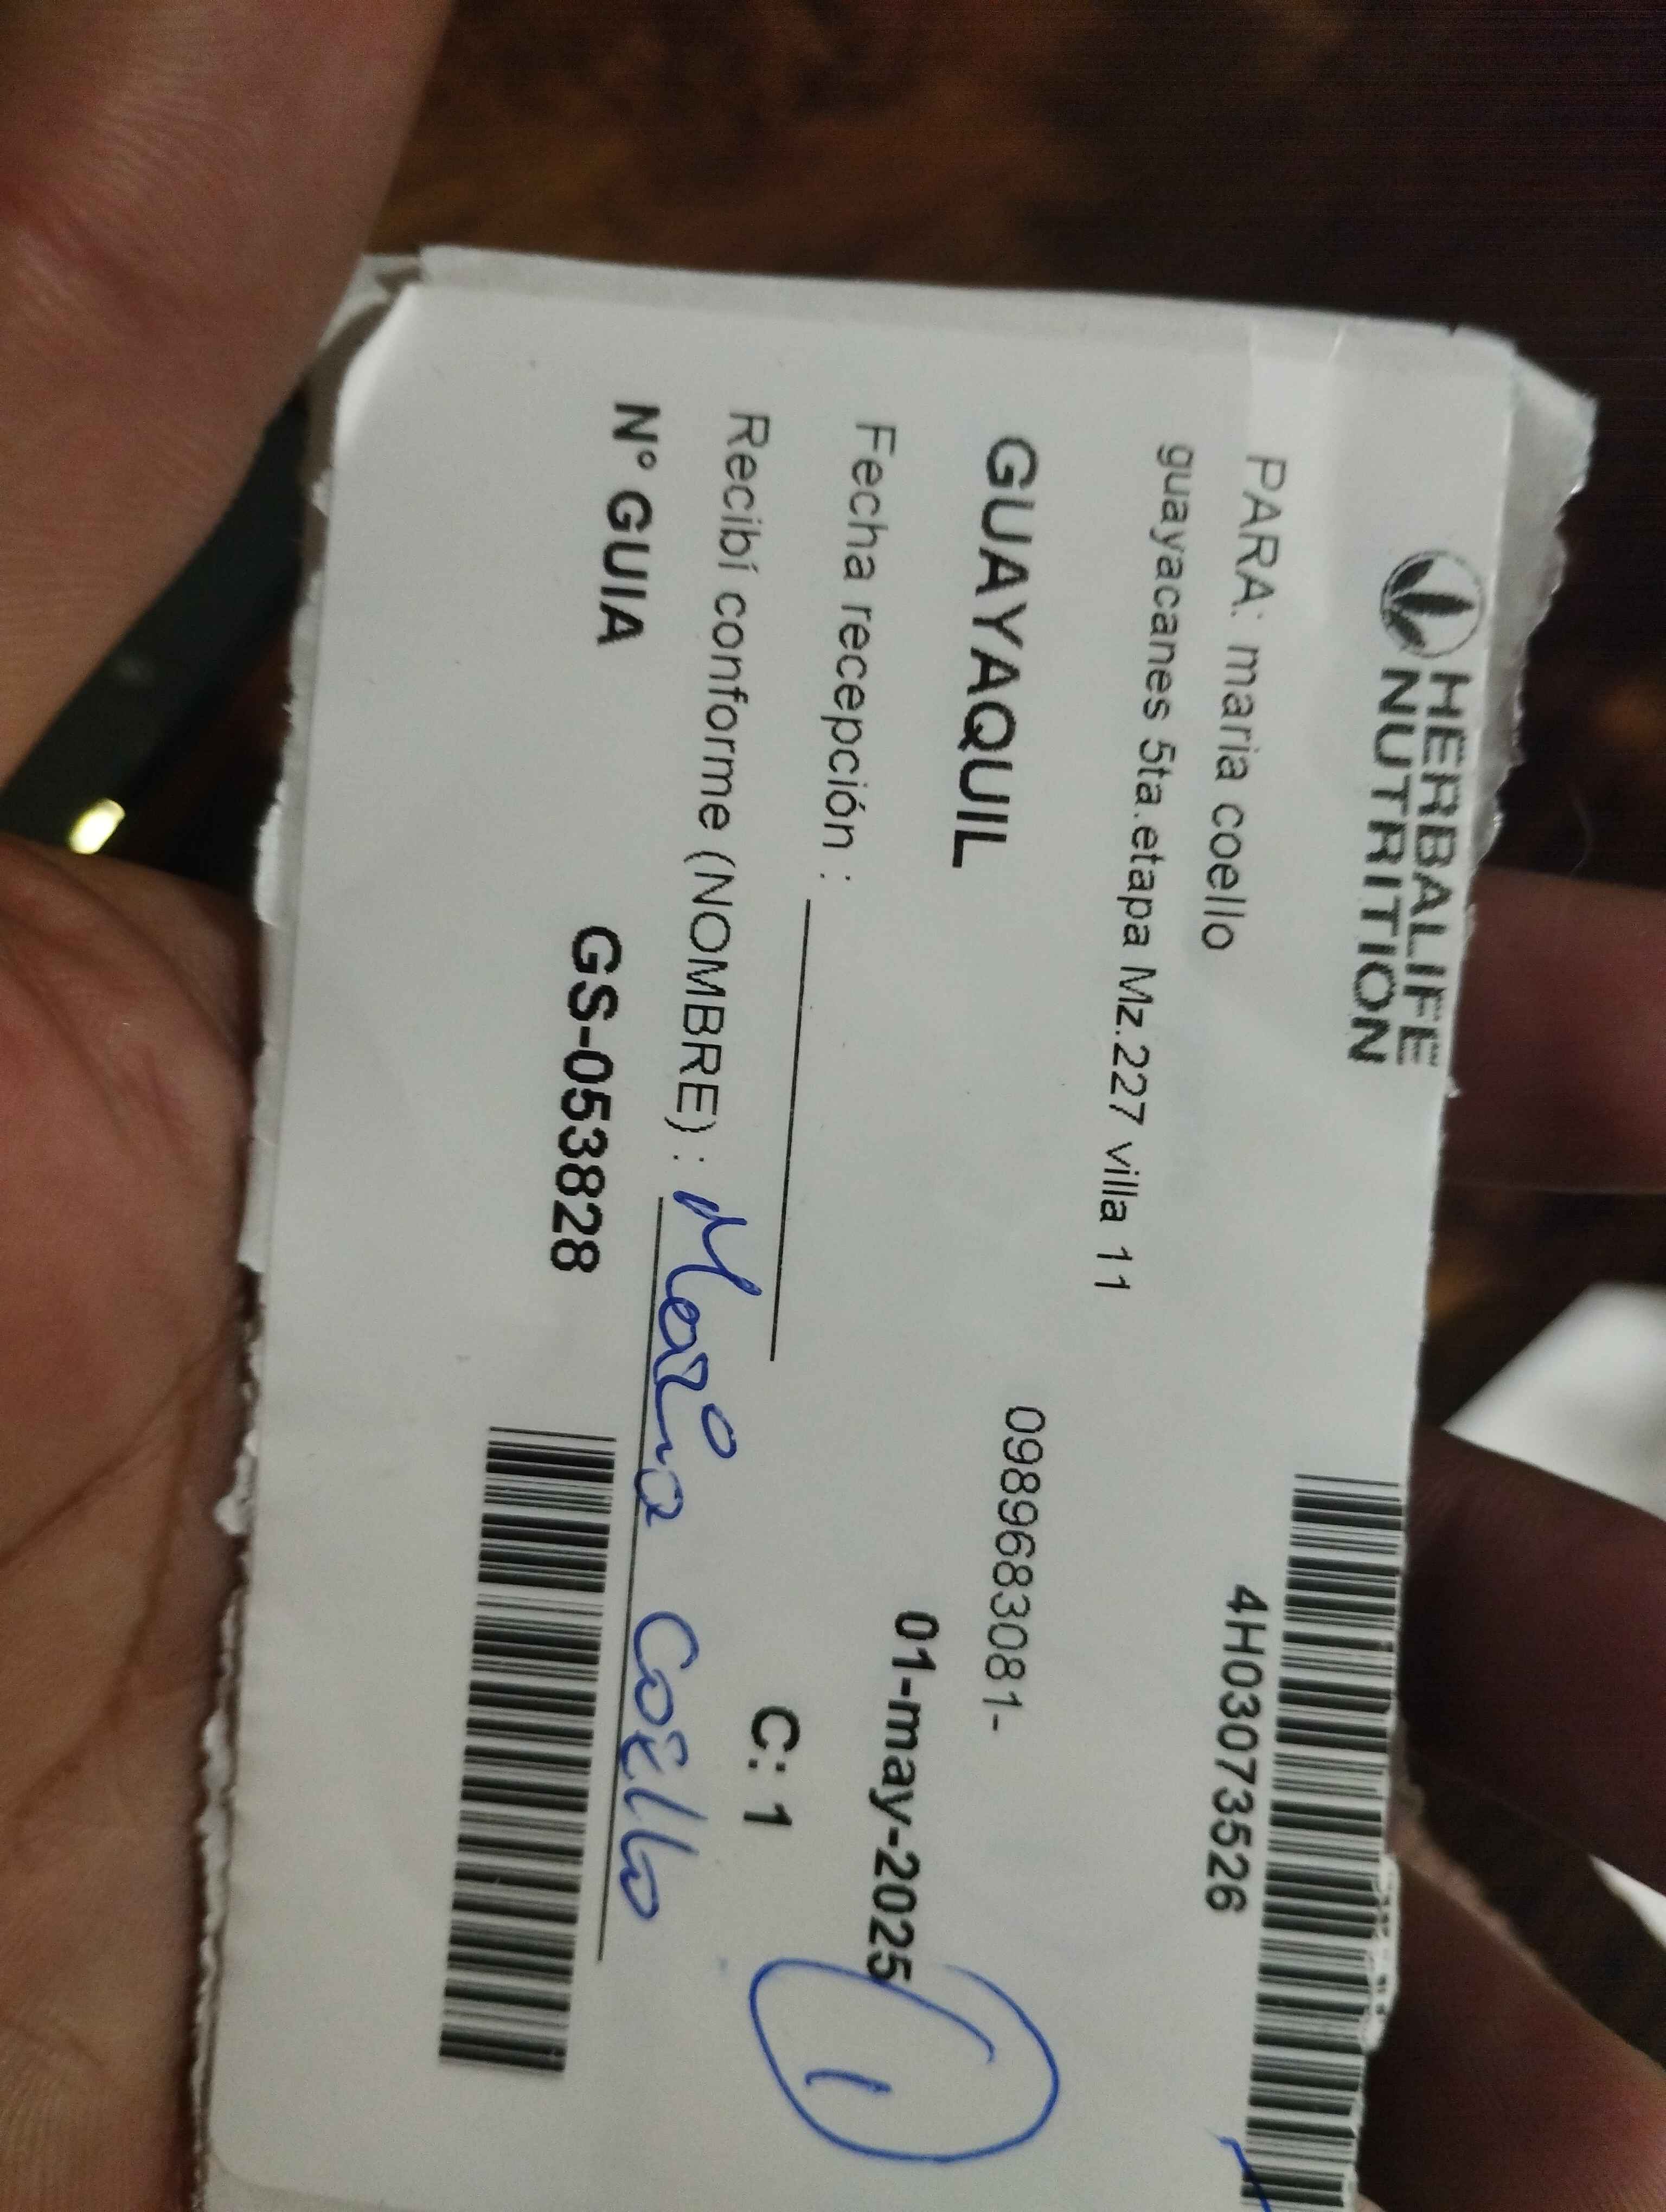 HERBALIFE
NUTRITION
4H03073526
PARA: maria coello
guayacanes 5ta.etapa Mz.227 villa 11
GUAYAQUIL
0989683081-
01-may-2025
Fecha recepción :
C: 1
1
Recibí conforme (NOMBRE) : María Coello
Nº GUIA
GS-053828